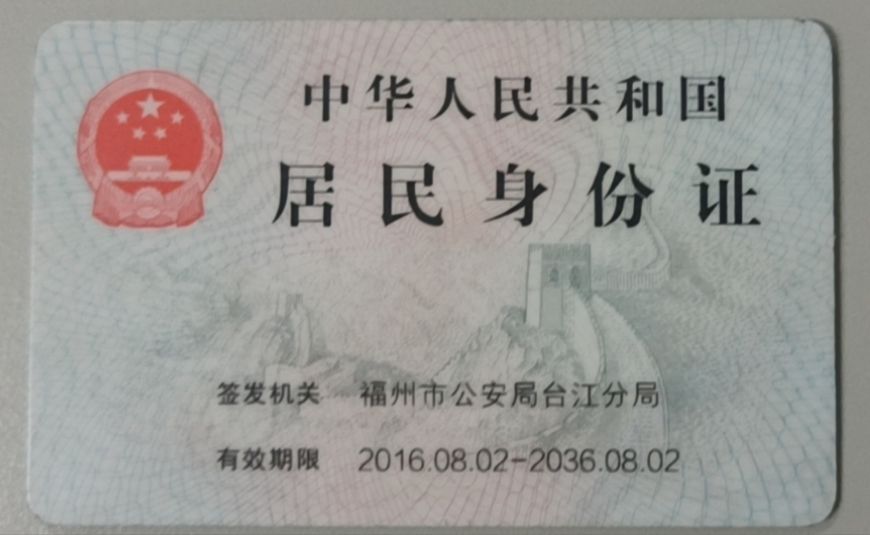 中华人民共和国
居民身份证
签发机关 福州市公安局台江分局
有效期限 2016.08.02-2036.08.02